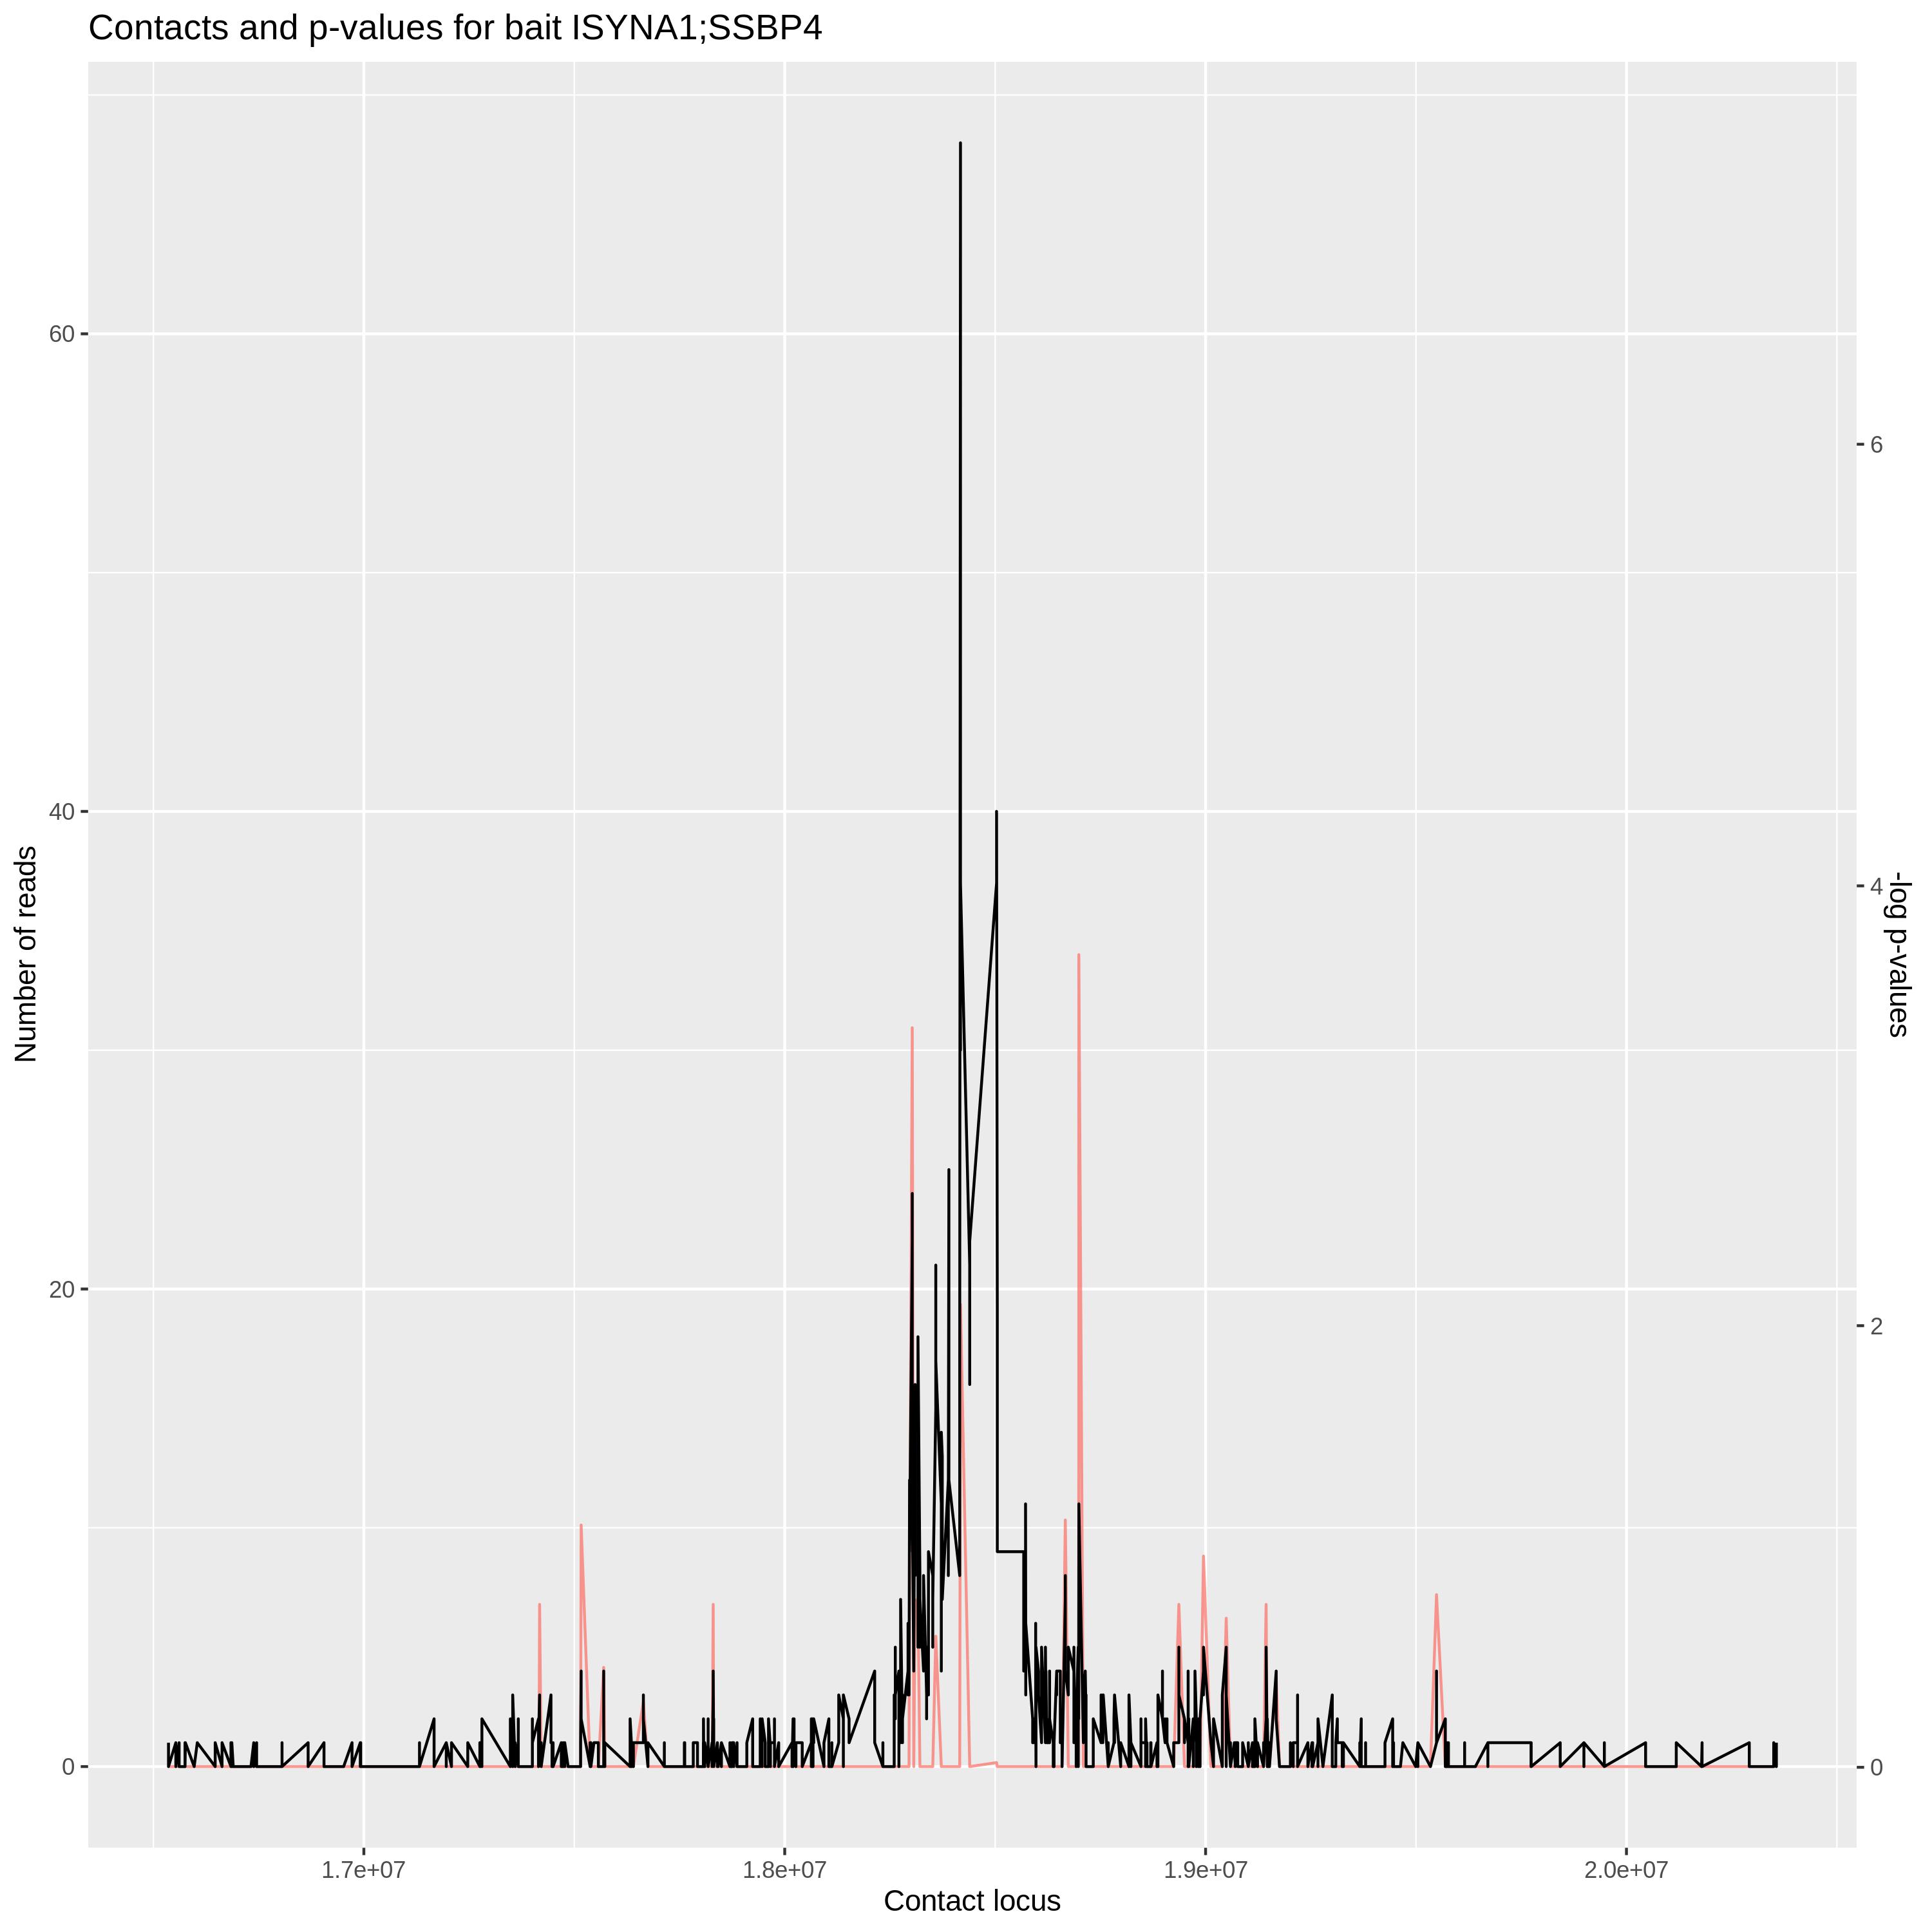 Contacts and p-values for bait ISYNA1;SSBP4
60
40
20
0
Number of reads
6
4
2
0
-log p-values
1.7e+07 1.8e+07 1.9e+07 2.0e+07
Contact locus